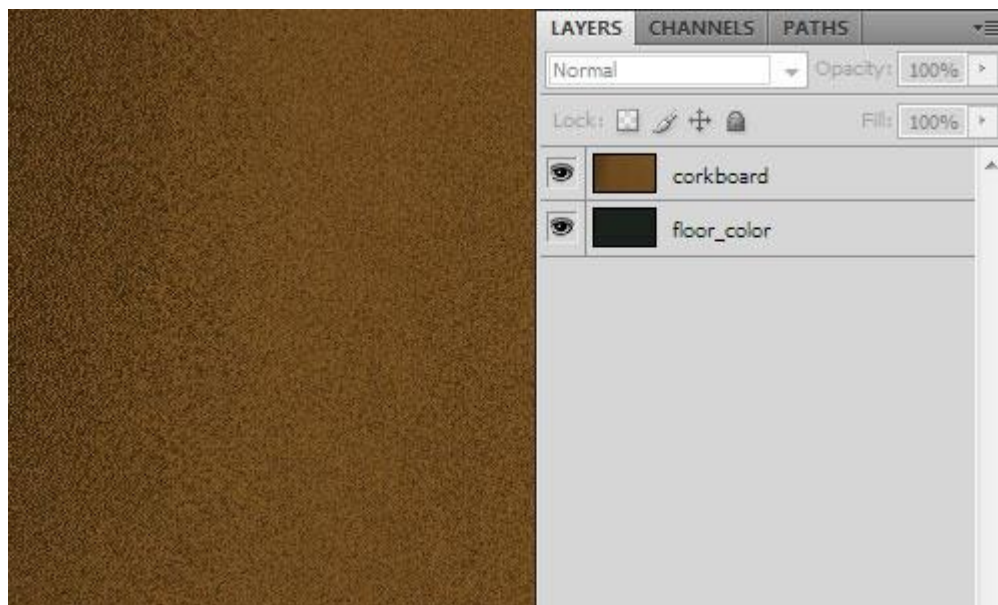 LAYERS CHANNELS PATHS
Normal Opacity: 100%
Lock: Fill: 100%
corkboard
floor_color